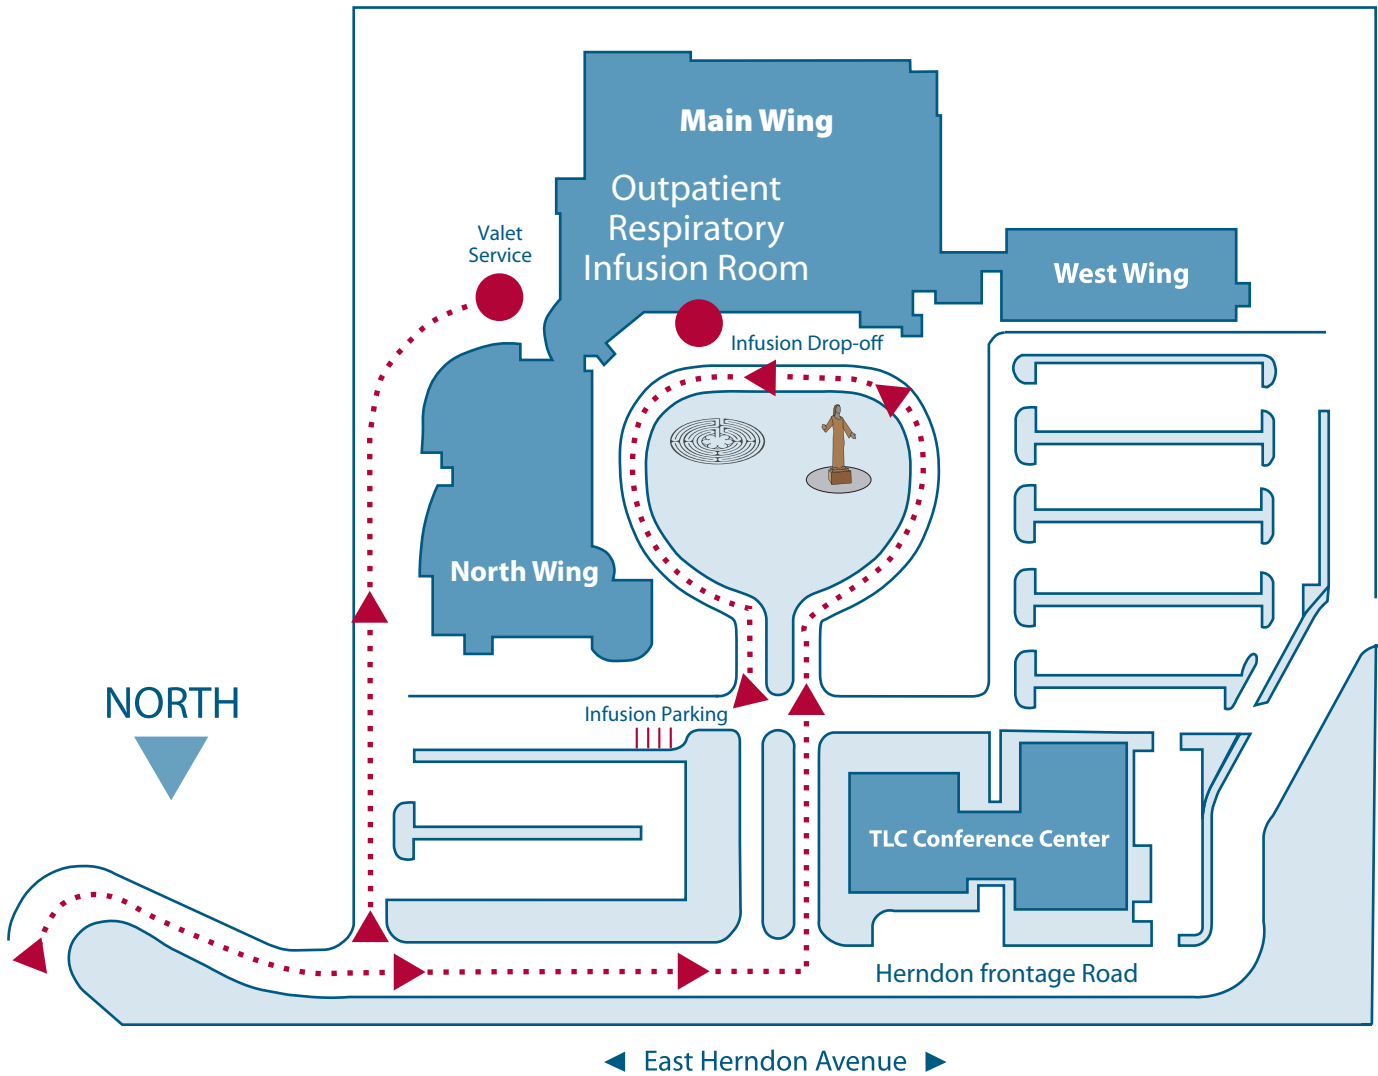 Main Wing
Outpatient
Respiratory
Infusion Room
Valet
Service
West Wing
Infusion Drop-off
North Wing
NORTH
Infusion Parking
TLC Conference Center
Herndon frontage Road
East Herndon Avenue